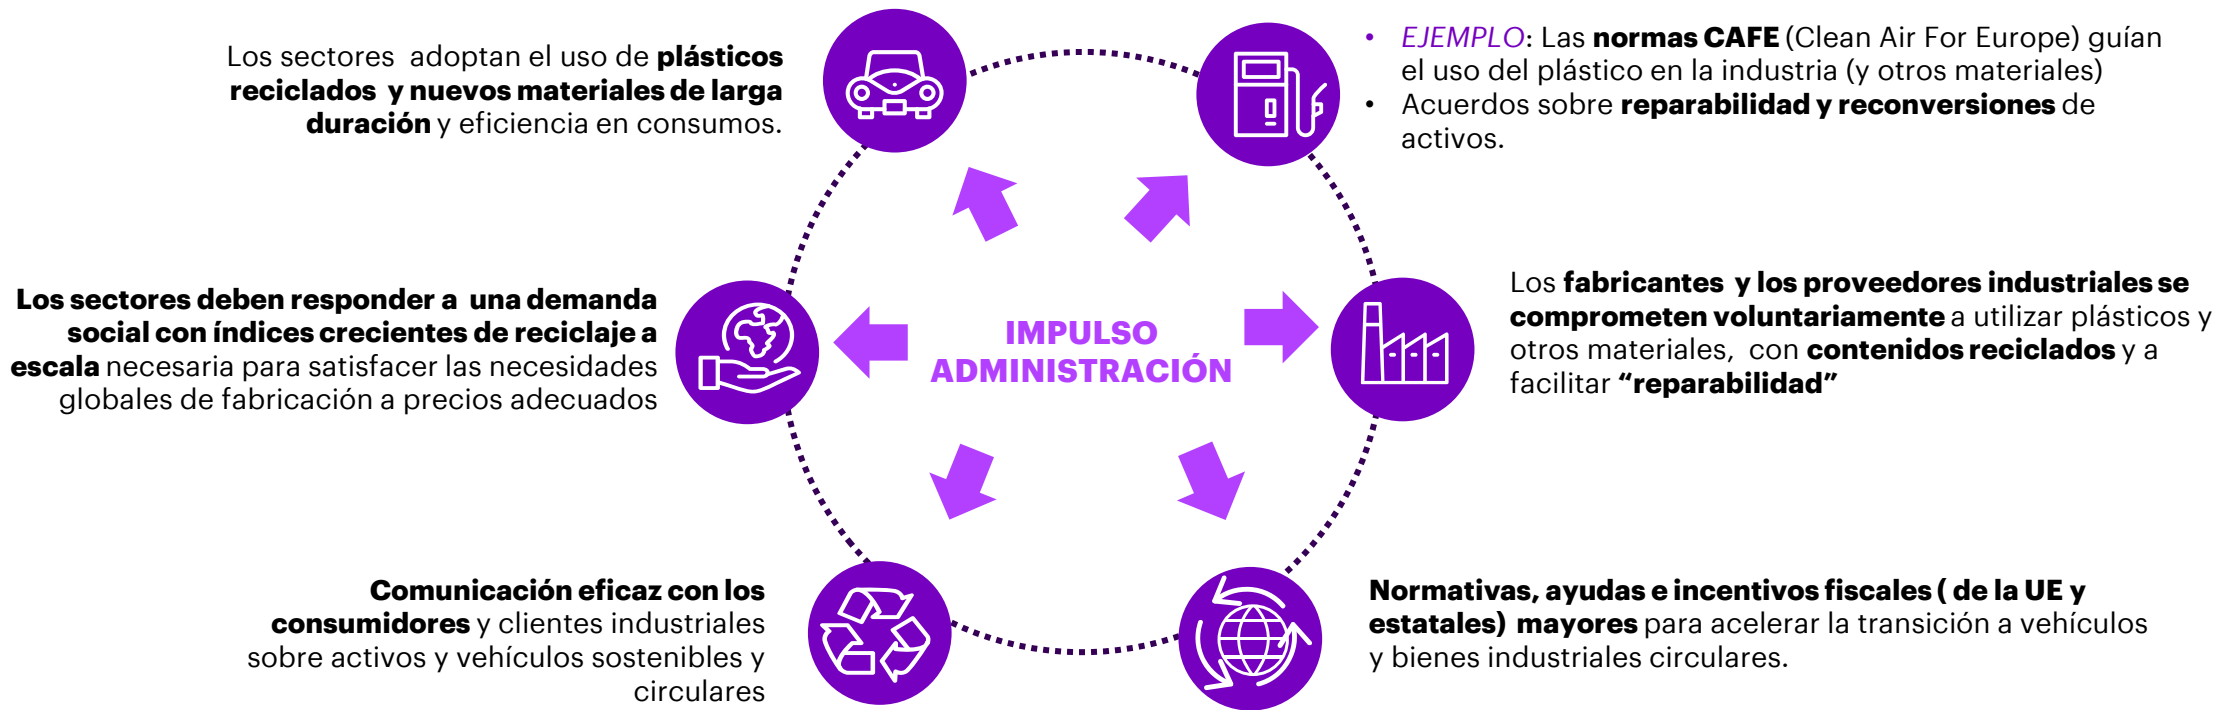 Los sectores adoptan el uso de plásticos
reciclados y nuevos materiales de larga
duración y eficiencia en consumos.
• EJEMPLO: Las normas CAFE (Clean Air For Europe) guían
el uso del plástico en la industria (y otros materiales)
• Acuerdos sobre reparabilidad y reconversiones de
activos.
Los sectores deben responder a una demanda
social con índices crecientes de reciclaje a
escala necesaria para satisfacer las necesidades
globales de fabricación a precios adecuados
IMPULSO
ADMINISTRACIÓN
Los fabricantes y los proveedores industriales se
comprometen voluntariamente a utilizar plásticos y
otros materiales, con contenidos reciclados y a
facilitar “reparabilidad”
Comunicación eficaz con los
consumidores y clientes industriales
sobre activos y vehículos sostenibles y
circulares
Normativas, ayudas e incentivos fiscales ( de la UE y
estatales) mayores para acelerar la transición a vehículos
y bienes industriales circulares.